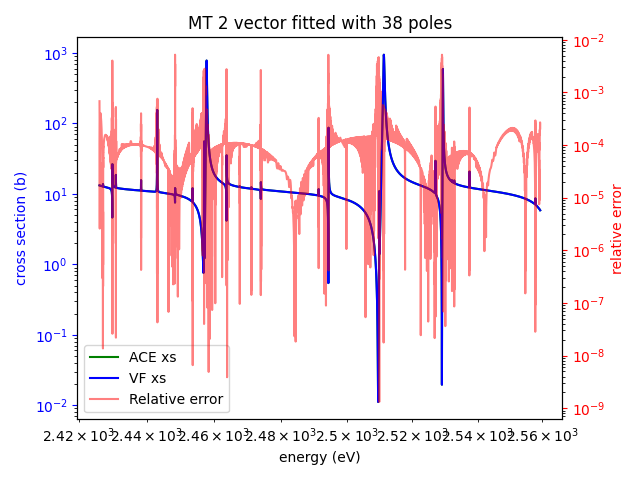 MT 2 vector fitted with 38 poles
cross section (b)
10³
10²
10¹
10⁰
10⁻¹
10⁻²
10⁻²
10⁻³
10⁻⁴
10⁻⁵
10⁻⁶
10⁻⁷
10⁻⁸
10⁻⁹
relative error
ACE xs
VF xs
Relative error
2.42 × 10³ 2.44 × 10³ 2.46 × 10³ 2.48 × 10³ 2.5 × 10³ 2.52 × 10³ 2.54 × 10³ 2.56 × 10³
energy (eV)